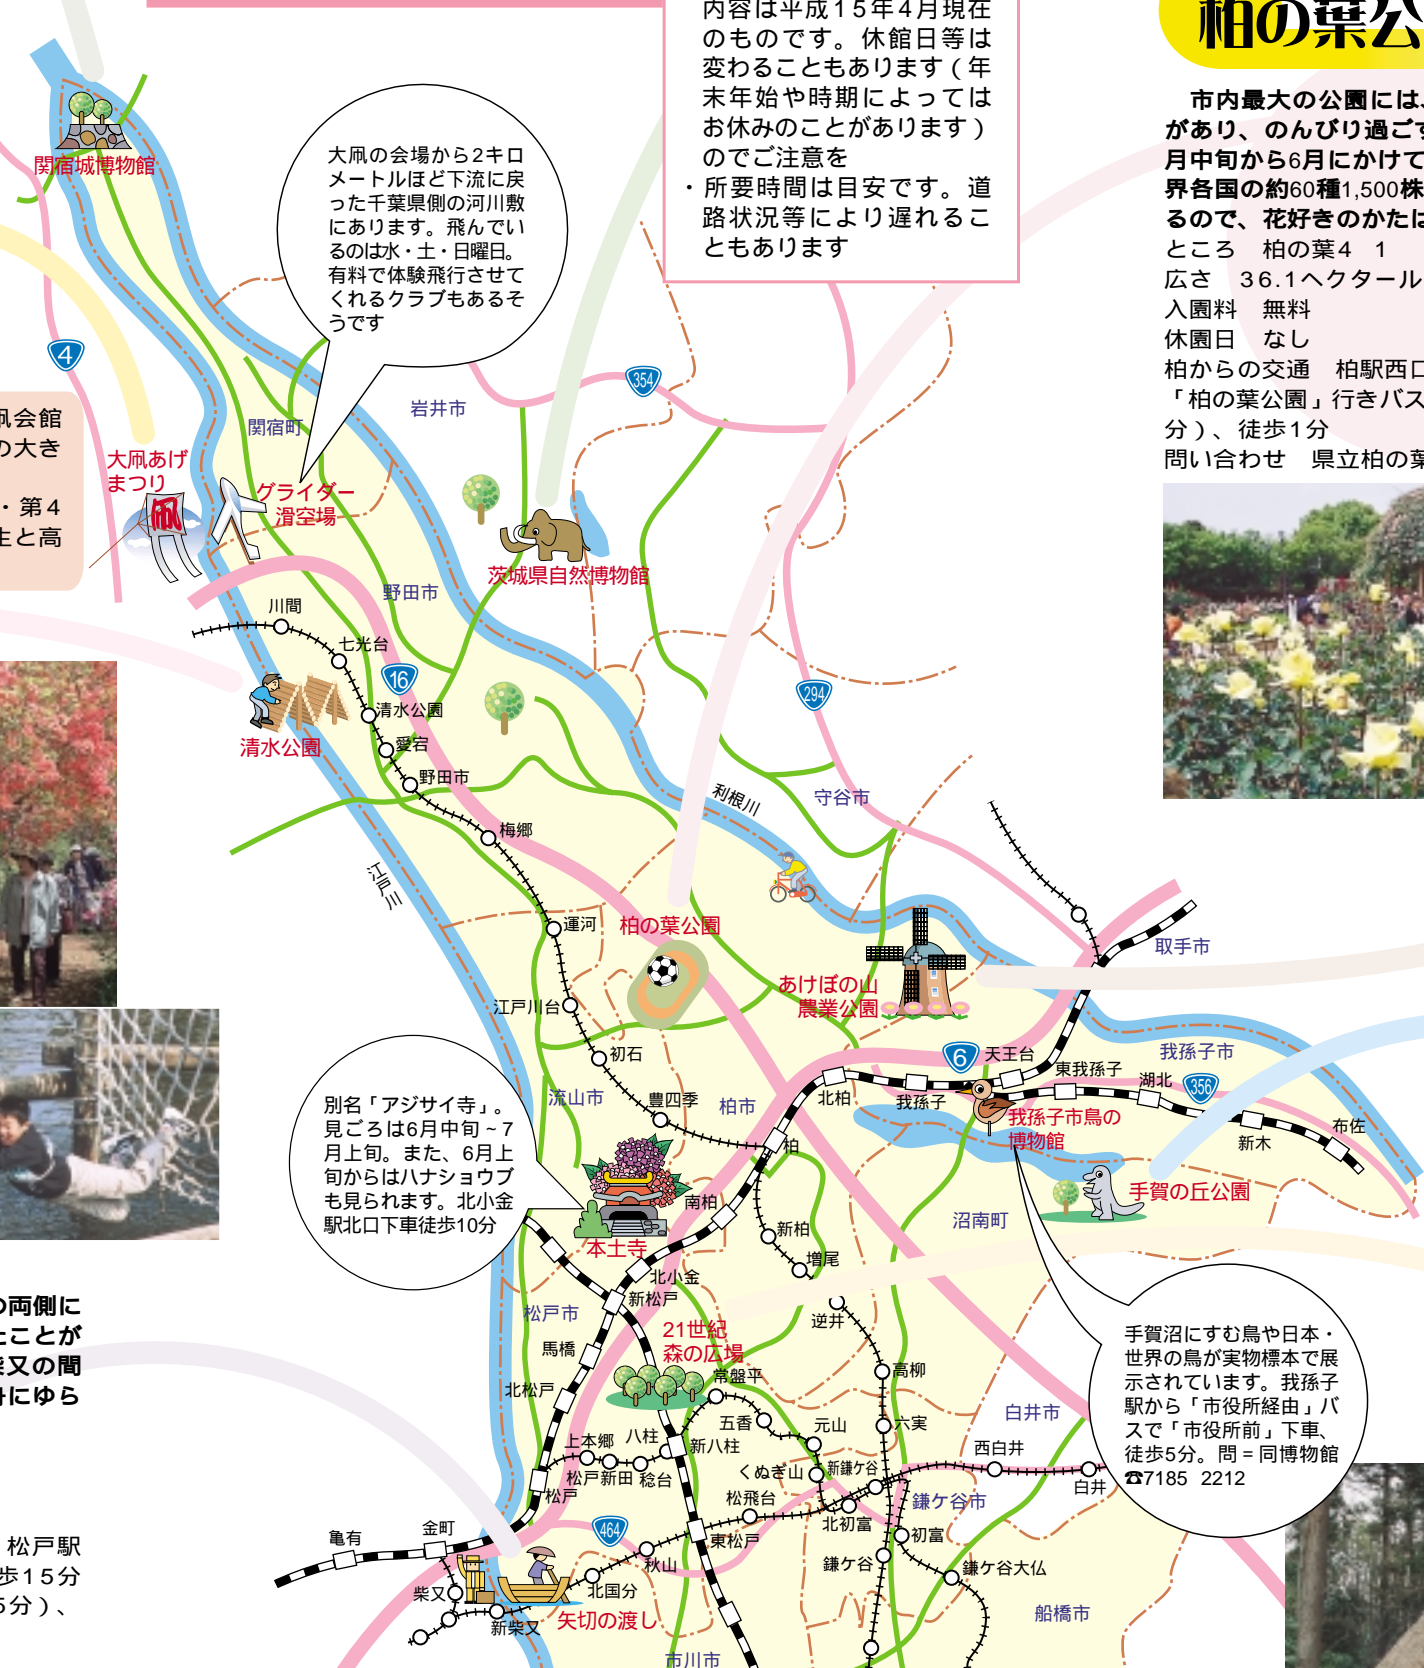 内容は平成15年4月現在
のものです。休館日等は
変わることもあります(年
末年始や時期によっては
お休みのことがあります)
のでご注意を
・所要時間は目安です。道
路状況等により遅れるこ
ともあります
柏の葉公
市内最大の公園には、
があり、のんびり過ごす
月中旬から6月にかけて
界各国の約60種1,500株
るので、花好きのかたは
ところ 柏の葉4 1
広さ 36.1ヘクタール
入園料 無料
休園日 なし
柏からの交通 柏駅西口
「柏の葉公園」行きバス
分)、徒歩1分
問い合わせ 県立柏の葉
大凧の会場から2キロ
メートルほど下流に戻
った千葉県側の河川敷
にあります。飛んでい
るのは水・土・日曜日。
有料で体験飛行させて
くれるクラブもあるそ
うです
関宿城博物館
4
凧会館
の大き
・第4
生と高
大凧あげ
まつり
凧
関宿町
グライダー
滑空場
岩井市
354
茨城県自然博物館
野田市
川間
七光台
16
清水公園
清水公園
愛宕
野田市
294
守谷市
利根川
江戸川
梅郷
運河
柏の葉公園
江戸川台
初石
あけぼの山
農業公園
取手市
我孫子市
6
天王台
東我孫子
湖北
356
布佐
新木
北柏
我孫子
我孫子市鳥の
博物館
手賀の丘公園
沼南町
流山市
豊四季
柏市
柏
南柏
新柏
増尾
逆井
別名「アジサイ寺」。
見ごろは6月中旬~7
月上旬。また、6月上
旬からはハナショウブ
も見られます。北小金
駅北口下車徒歩10分
本土寺
北小金
新松戸
松戸市
馬橋
北松戸
21世紀
森の広場
常盤平
五香
元山
高柳
六実
上本郷
八柱
新八柱
松戸新田
稔台
くぬぎ山
新鎌ケ谷
松飛台
北初富
鎌ケ谷市
初富
鎌ケ谷
鎌ケ谷大仏
西白井
白井
白井市
船橋市
松戸
464
東松戸
秋山
北国分
亀有
金町
柴又
新柴又
矢切の渡し
市川市
手賀沼にすむ鳥や日本・
世界の鳥が実物標本で展
示されています。我孫子
駅から「市役所経由」バ
スで「市役所前」下車、
徒歩5分。問=同博物館
☎7185 2212
の両側に
たことが
柴又の間
舟にゆら
松戸駅
歩15分
5分)、